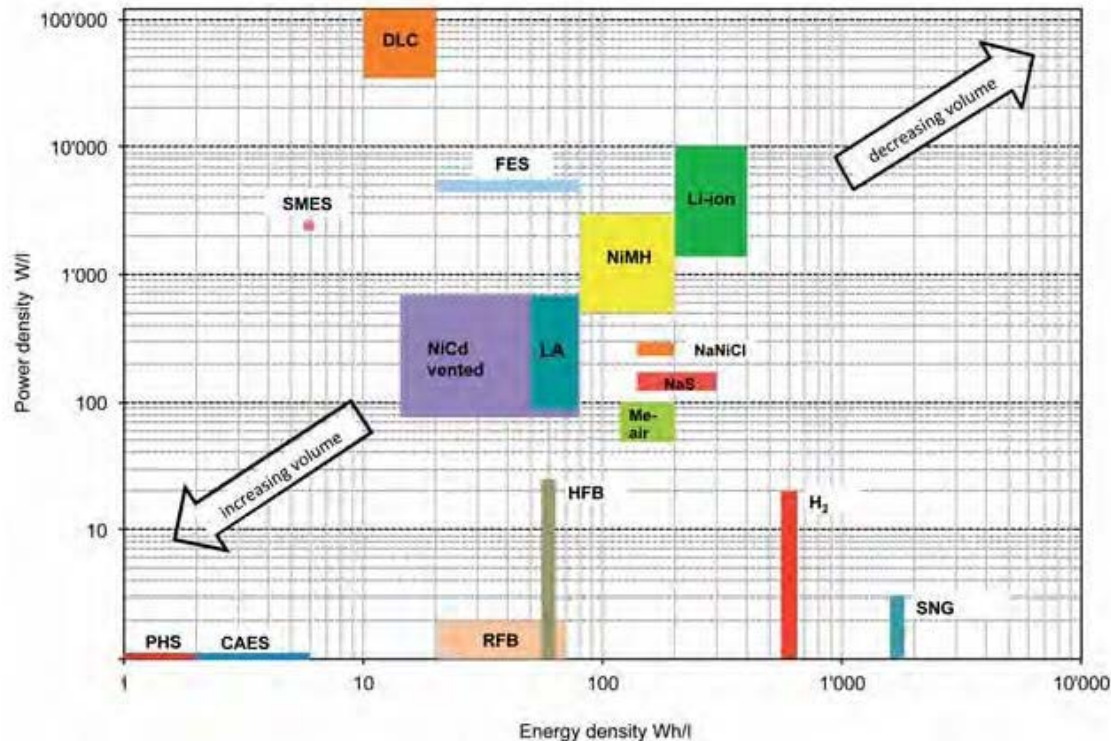 100'000
DLC
decreasing volume
10'000
FES
SMES
Li-ion
NiMH
1'000
Power density W/l
NiCd
vented
LA
NaNiCl
NaS
100
Me-
air
increasing volume
HFB
H₂
10
SNG
PHS
CAES
RFB
1
10
100
1'000
10'000
Energy density Wh/l